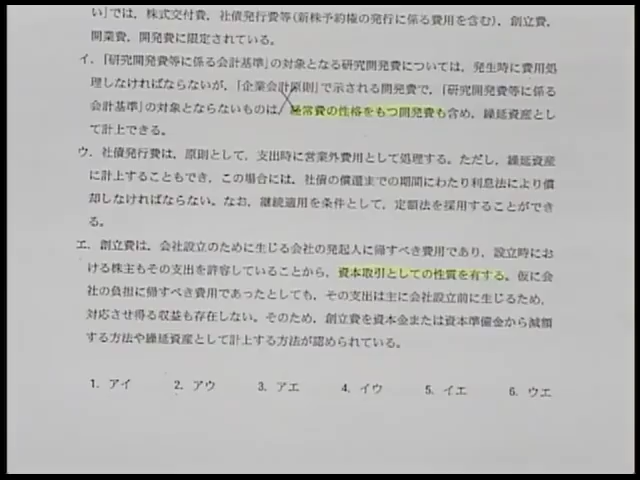 い」では，株式交付費，社債発行費等（新株予約権の発行に係る費用を含む），創立費，
開業費，開発費に限定されている。
イ．「研究開発費等に係る会計基準」の対象となる研究開発費については，発生時に費用処
理しなければならないが，「企業会計原則」で示される開発費で，「研究開発費等に係る
会計基準」の対象とならないものは，経常費の性格をもつ開発費も含め，繰延資産とし
て計上できる。
ウ．社債発行費は，原則として，支出時に営業外費用として処理する。ただし，繰延資産
に計上することもでき，この場合には，社債の償還までの期間にわたり利息法により償
却しなければならない。なお，継続適用を条件として，定額法を採用することができ
る。
エ．創立費は，会社設立のために生じる会社の発起人に帰すべき費用であり，設立時にお
ける株主もその支出を許容していることから，資本取引としての性質を有する。仮に会
社の負担に帰すべき費用であったとしても，その支出は主に会社設立前に生じるため，
対応させ得る収益も存在しない。そのため，創立費を資本金または資本準備金から減額
する方法や繰延資産として計上する方法が認められている。
1．アイ 2．アウ 3．アエ 4．イウ 5．イエ 6．ウエ